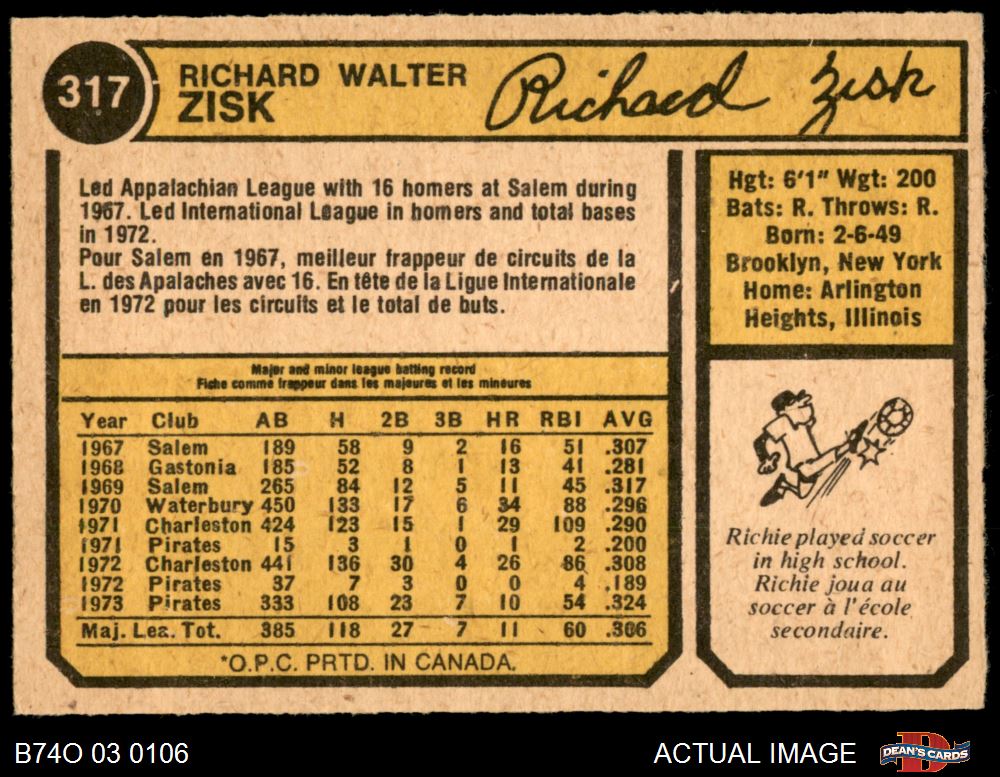 317
RICHARD WALTER
ZISK
Richard Zisk
Led Appalachian League with 16 homers at Salem during
1967. Led International League in homers and total bases
in 1972.
Pour Salem en 1967, meilleur frappeur de circuits de la
L. des Apalaches avec 16. En tête de la Ligue Internationale
en 1972 pour les circuits et le total de buts.
Hgt: 6'1" Wgt: 200
Bats: R. Throws: R.
Born: 2-6-49
Brooklyn, New York
Home: Arlington
Heights, Illinois
Major and minor league batting record
Fiche comme frappeur dans les majeures et les mineures
Year Club AB H 2B 3B HR RBI AVG
1967 Salem 189 58 9 2 16 51 .307
1968 Gastonia 185 52 8 1 13 41 .281
1969 Salem 265 84 12 5 11 45 .317
1970 Waterbury 450 133 17 6 34 88 .296
1971 Charleston 424 123 15 1 29 109 .290
1971 Pirates 15 3 1 0 1 2 .200
1972 Charleston 441 136 30 4 26 86 .308
1972 Pirates 37 7 3 0 0 4 .189
1973 Pirates 333 108 23 7 10 54 .324
Maj. Lea. Tot. 385 118 27 7 11 60 .306
*O.P.C. PRTD. IN CANADA.
Richie played soccer
in high school.
Richie joua au
soccer à l'école
secondaire.
B74O 03 0106
ACTUAL IMAGE
DEAN'S CARDS